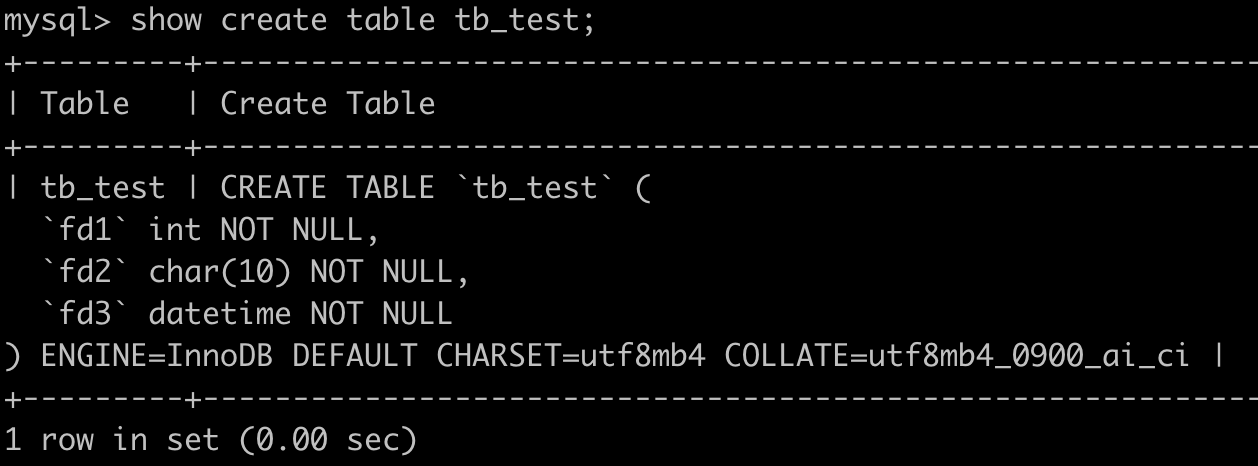 mysql> show create table tb_test;
+---------+-----------------------------------------------------------
| Table   | Create Table
+---------+-----------------------------------------------------------
| tb_test | CREATE TABLE `tb_test` (
  `fd1` int NOT NULL,
  `fd2` char(10) NOT NULL,
  `fd3` datetime NOT NULL
) ENGINE=InnoDB DEFAULT CHARSET=utf8mb4 COLLATE=utf8mb4_0900_ai_ci |
+---------+-----------------------------------------------------------
1 row in set (0.00 sec)